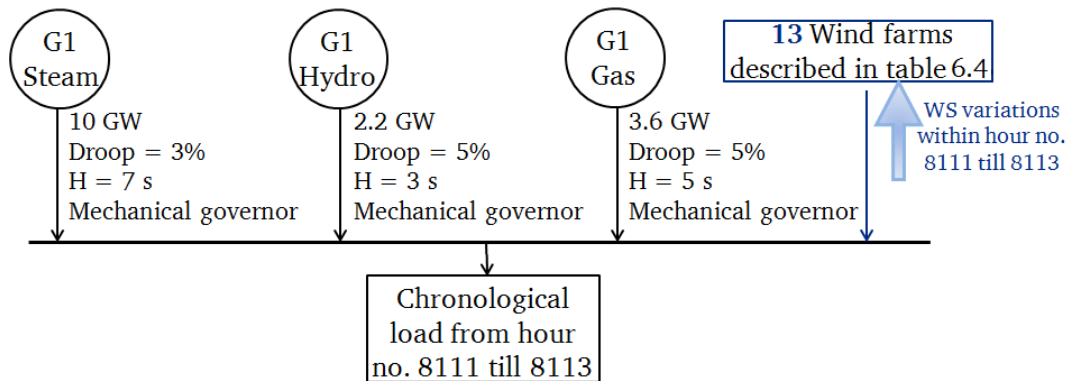 G1
Steam
10 GW
Droop = 3%
H = 7 s
Mechanical governor
G1
Hydro
2.2 GW
Droop = 5%
H = 3 s
Mechanical governor
G1
Gas
3.6 GW
Droop = 5%
H = 5 s
Mechanical governor
13 Wind farms
described in table 6.4
WS variations
within hour no.
8111 till 8113
Chronological
load from hour
no. 8111 till 8113